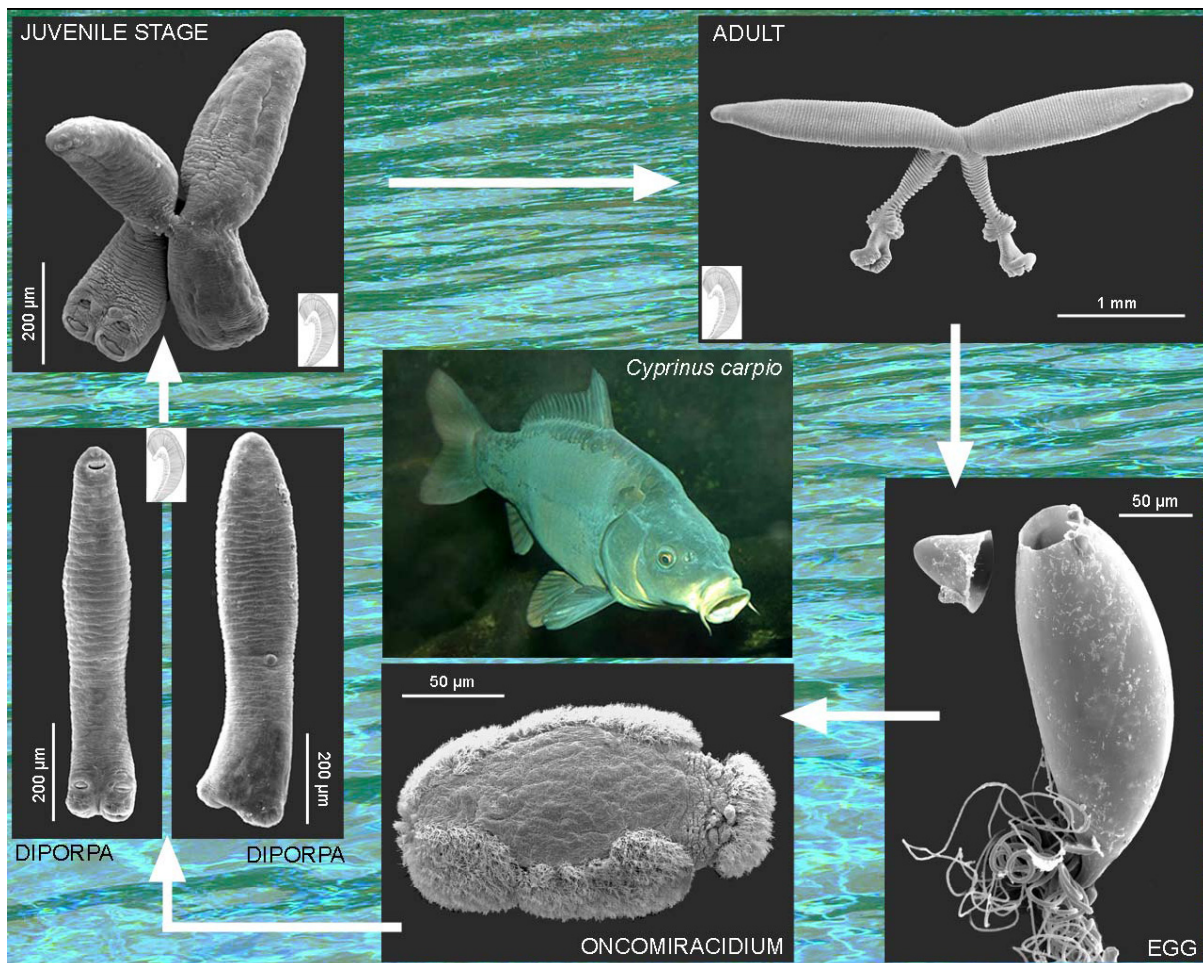 JUVENILE STAGE
200 µm
ADULT
1 mm
Cyprinus carpio
200 µm
200 µm
DIPORPA
DIPORPA
50 µm
ONCOMIRACIDIUM
50 µm
EGG